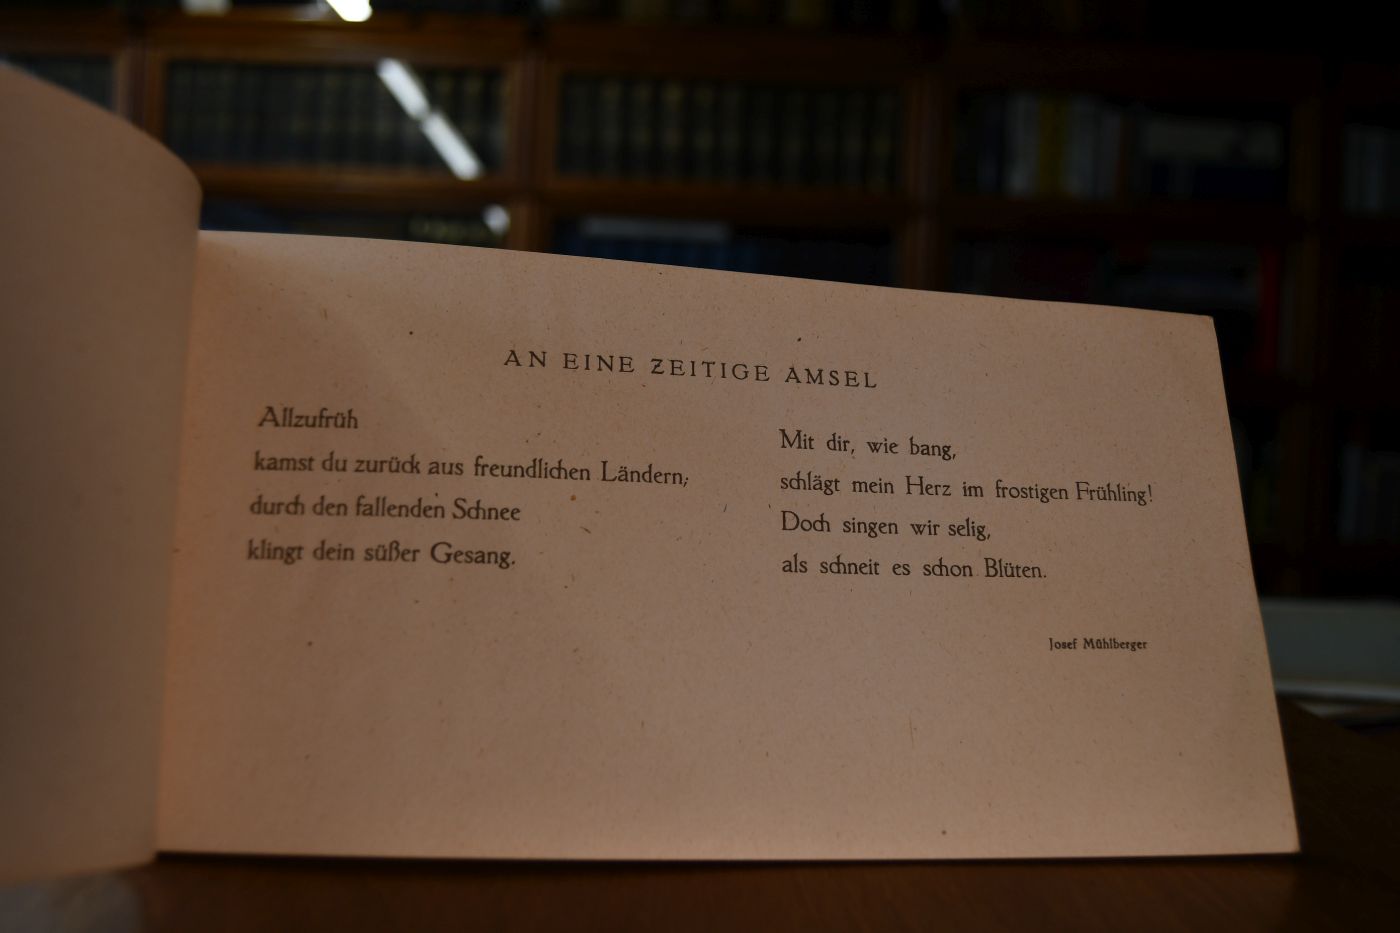 AN EINE ZEITIGE AMSEL
Allzufrüh
kamst du zurück aus freundlichen Ländern;
durch den fallenden Schnee
klingt dein süßer Gesang.
Mit dir, wie bang,
schlägt mein Herz im frostigen Frühling!
Doch singen wir selig,
als schneit es schon Blüten.
Josef Mühlberger